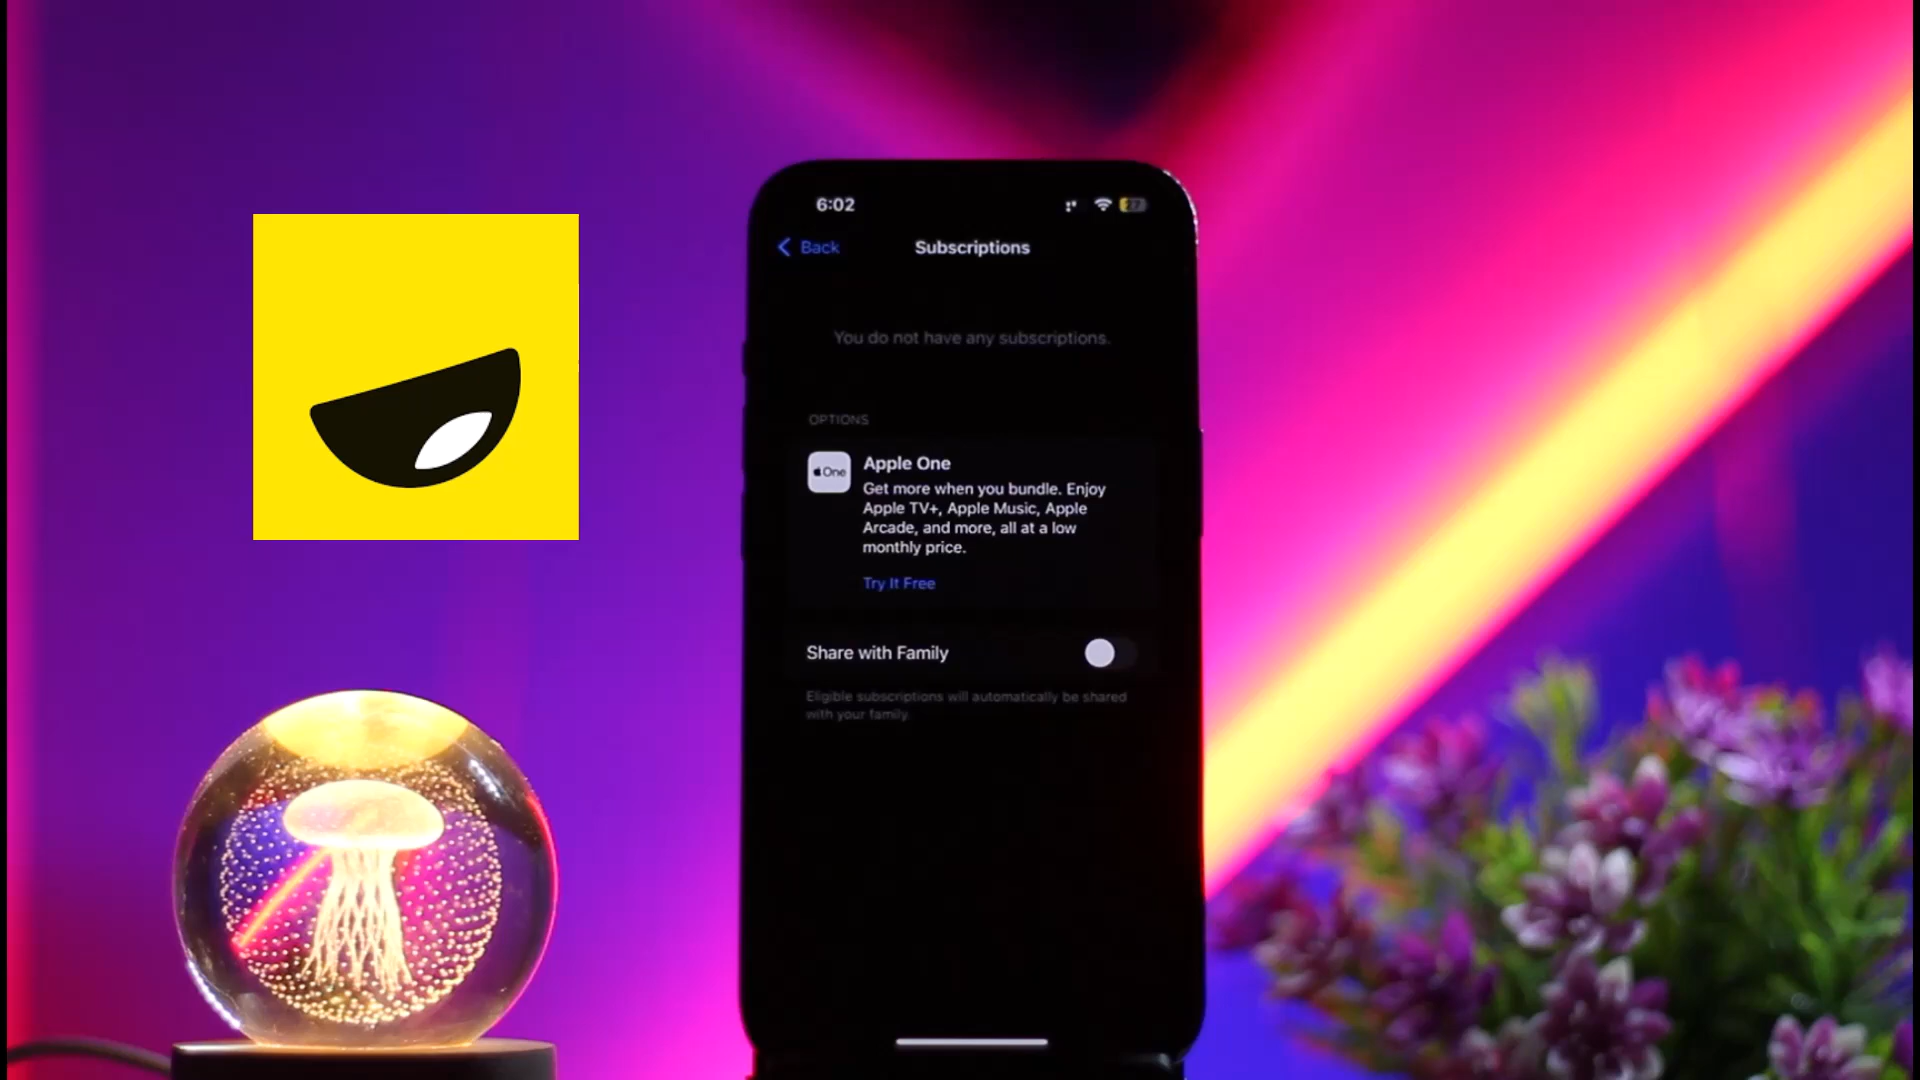 6:02
27
Back
Subscriptions
You do not have any subscriptions.
OPTIONS
One
Apple One
Get more when you bundle. Enjoy
Apple TV+, Apple Music, Apple
Arcade, and more, all at a low
monthly price.
Try It Free
Share with Family
Eligible subscriptions will automatically be shared
with your family.